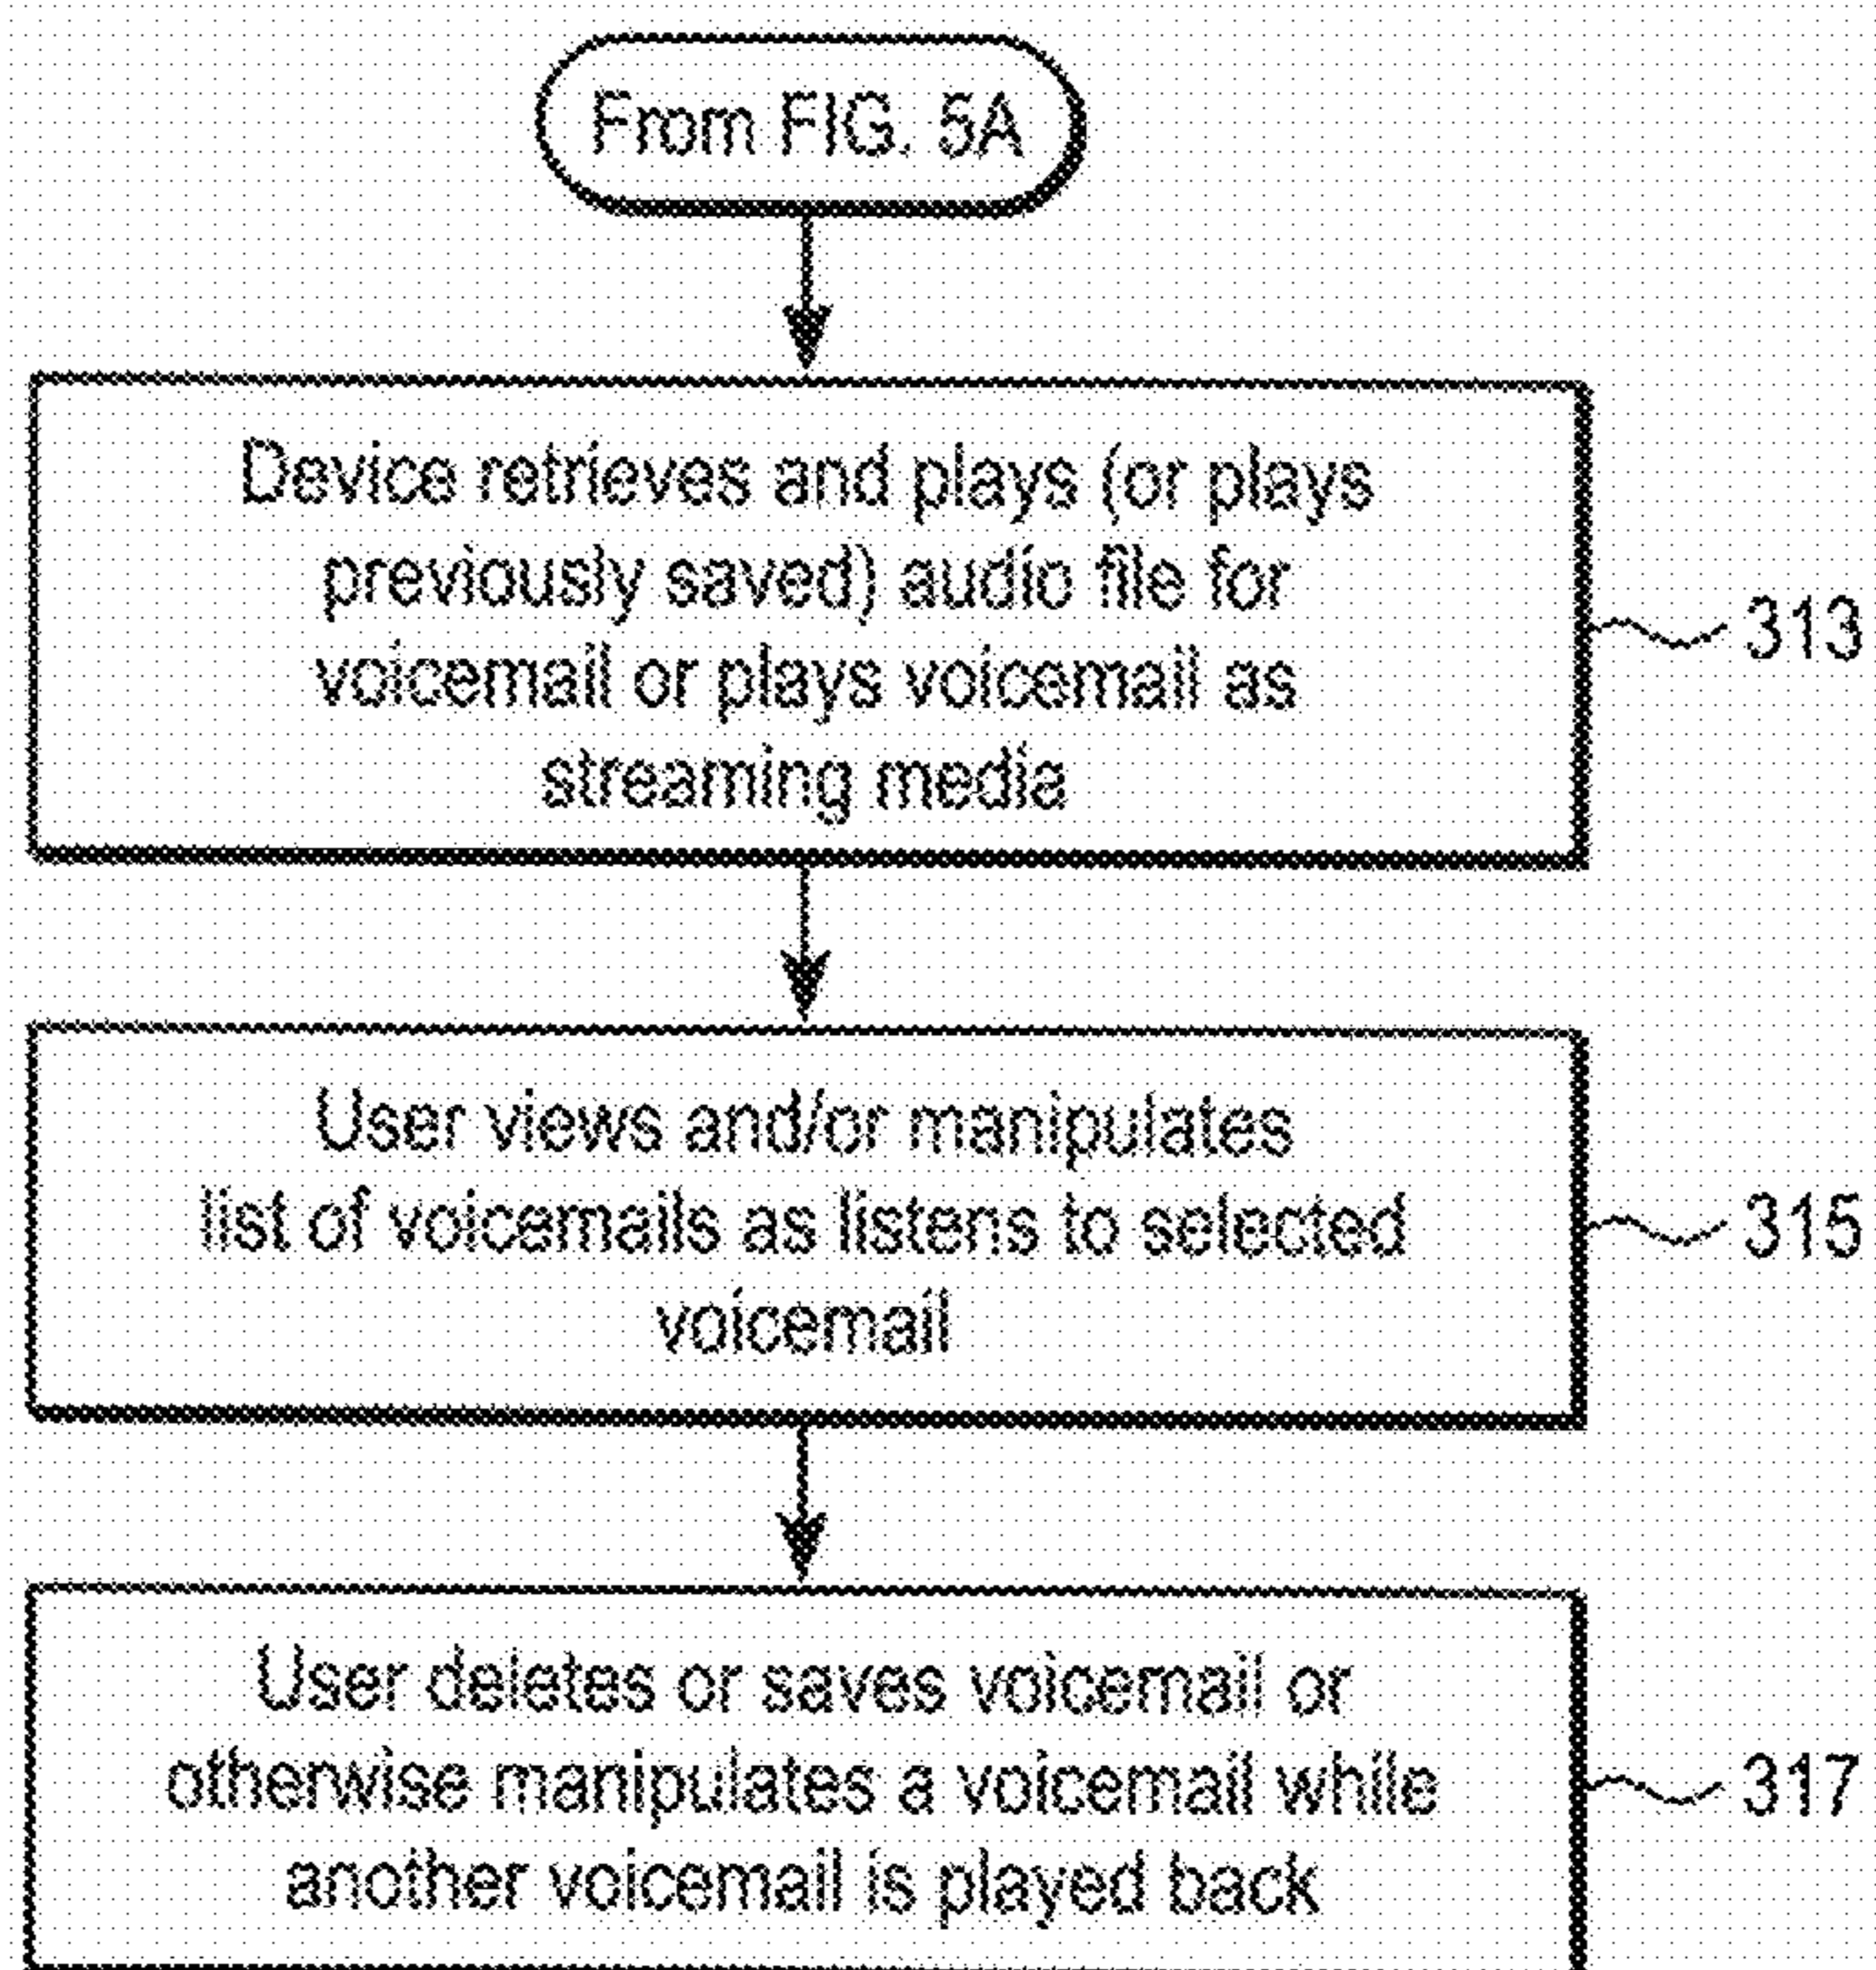 From FIG. 5A
Device retrieves and plays (or plays
previously saved) audio file for
voicemail or plays voicemail as
streaming media
313
User views and/or manipulates
list of voicemails as listens to selected
voicemail
315
User deletes or saves voicemail or
otherwise manipulates a voicemail while
another voicemail is played back
317